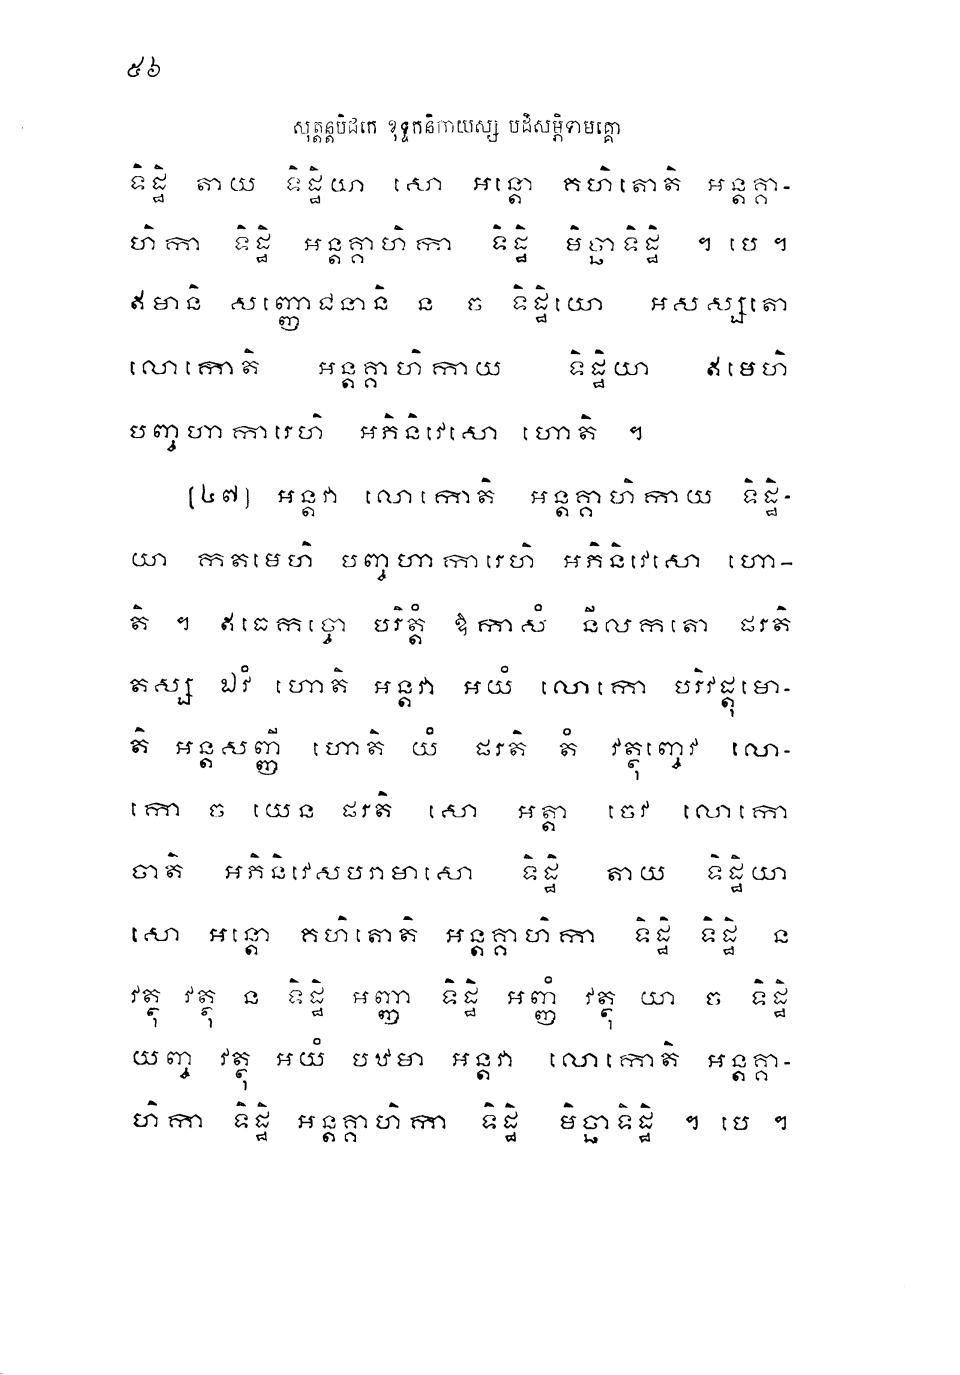 ៥៦
សុត្តន្តបិដកេ ខុទ្ទកនិកាយស្ស បដិសម្ភិទាមគ្គោ
ទិដ្ឋិ តាយ ទិដ្ឋិយា សោ អន្តោ គហិតោតិ អន្តគ្គា-
ហិកា ទិដ្ឋិ អន្តគ្គាហិកា ទិដ្ឋិ មិច្ឆាទិដ្ឋិ ។ បេ ។
ឥមានិ សញ្ញោជនានិ ន ច ទិដ្ឋិយោ អសស្សតោ
លោកោតិ អន្តគ្គាហិកាយ ទិដ្ឋិយា ឥមេហិ
បញ្ចហាការេហិ អភិនិវេសោ ហោតិ ។
(៤៧) អន្តវា លោកោតិ អន្តគ្គាហិកាយ ទិដ្ឋិ-
យា កតមេហិ បញ្ចហាការេហិ អភិនិវេសោ ហោ-
តិ ។ ឥធេកច្ចោ បរិត្តំ ឱកាសំ នីលកតោ ផរតិ
តស្ស ឯវំ ហោតិ អន្តវា អយំ លោកោ បរិវដ្តុមោ-
តិ អន្តសញ្ញី ហោតិ យំ ផរតិ តំ វត្ថុញ្ចេវ លោ-
កោ ច យេន ផរតិ សោ អត្តា ចេវ លោកោ
ចាតិ អភិនិវេសបរាមាសោ ទិដ្ឋិ តាយ ទិដ្ឋិយា
សោ អន្តោ គហិតោតិ អន្តគ្គាហិកា ទិដ្ឋិ ទិដ្ឋិ ន
វត្ថុ វត្ថុ ន ទិដ្ឋិ អញ្ញា ទិដ្ឋិ អញ្ញំ វត្ថុ យា ច ទិដ្ឋិ
យញ្ច វត្ថុ អយំ បឋមា អន្តវា លោកោតិ អន្តគ្គា-
ហិកា ទិដ្ឋិ អន្តគ្គាហិកា ទិដ្ឋិ មិច្ឆាទិដ្ឋិ ។ បេ ។